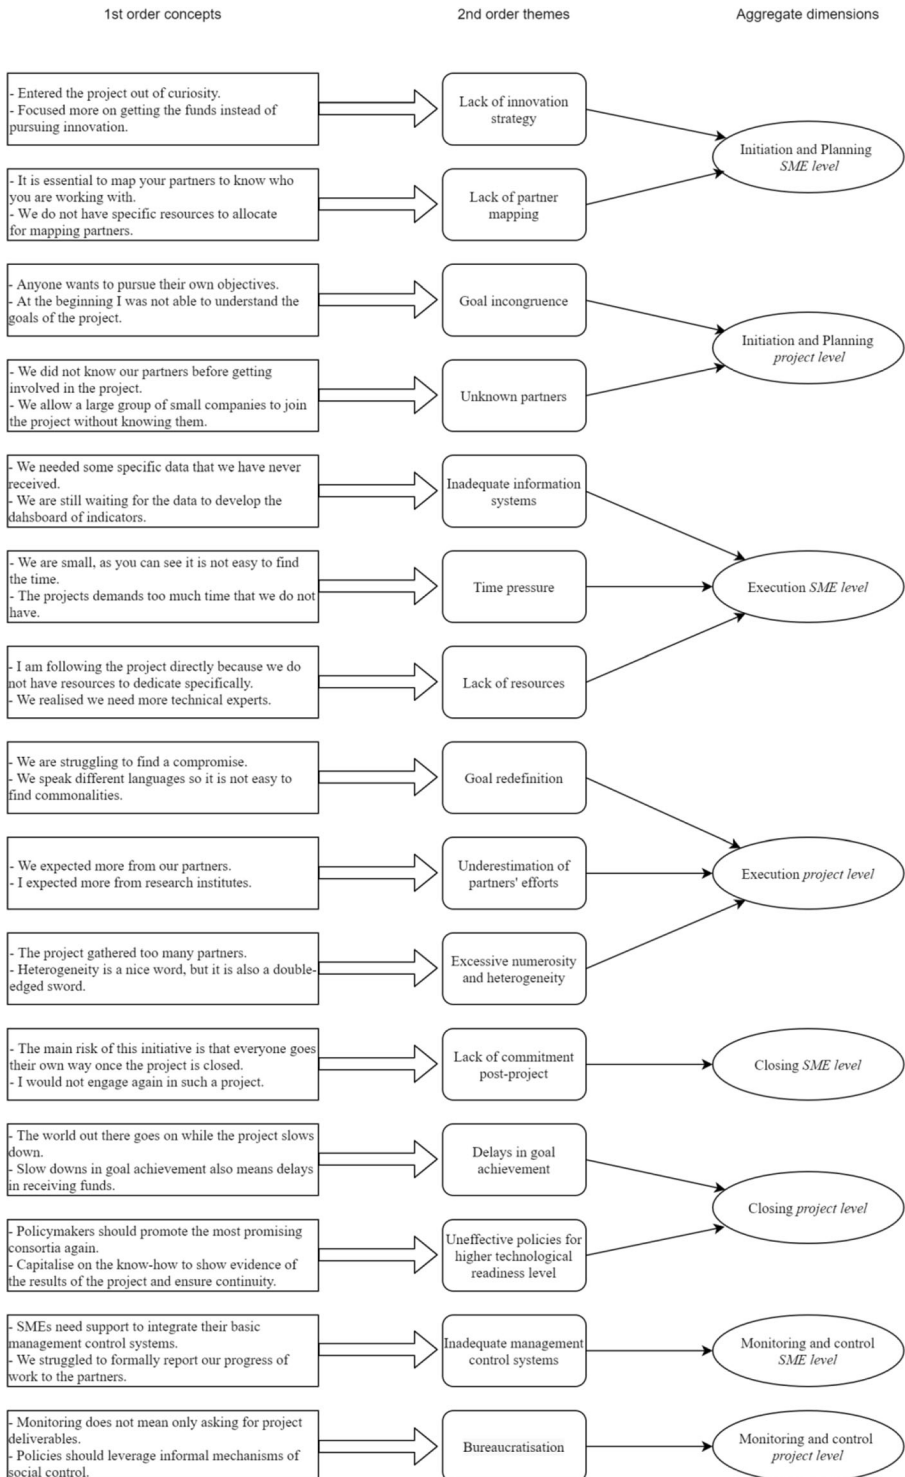 1st order concepts
2nd order themes
Aggregate dimensions
- Entered the project out of curiosity.
- Focused more on getting the funds instead of
pursuing innovation.
Lack of innovation
strategy
Initiation and Planning
SME level
- It is essential to map your partners to know who
you are working with.
- We do not have specific resources to allocate
for mapping partners.
Lack of partner
mapping
- Anyone wants to pursue their own objectives.
- At the beginning I was not able to understand the
goals of the project.
Goal incongruence
Initiation and Planning
project level
- We did not know our partners before getting
involved in the project.
- We allow a large group of small companies to join
the project without knowing them.
Unknown partners
- We needed some specific data that we have never
received.
- We are still waiting for the data to develop the
dahsboard of indicators.
Inadequate information
systems
- We are small, as you can see it is not easy to find
the time.
- The projects demands too much time that we do not
have.
Time pressure
Execution SME level
- I am following the project directly because we do
not have resources to dedicate specifically.
- We realised we need more technical experts.
Lack of resources
- We are struggling to find a compromise.
- We speak different languages so it is not easy to
find commonalities.
Goal redefinition
- We expected more from our partners.
- I expected more from research institutes.
Underestimation of
partners' efforts
Execution project level
- The project gathered too many partners.
- Heterogeneity is a nice word, but it is also a double-
edged sword.
Excessive numerosity
and heterogeneity
- The main risk of this initiative is that everyone goes
their own way once the project is closed.
- I would not engage again in such a project.
Lack of commitment
post-project
Closing SME level
- The world out there goes on while the project slows
down.
- Slow downs in goal achievement also means delays
in receiving funds.
Delays in goal
achievement
Closing project level
- Policymakers should promote the most promising
consortia again.
- Capitalise on the know-how to show evidence of
the results of the project and ensure continuity.
Uneffective policies for
higher technological
readiness level
- SMEs need support to integrate their basic
management control systems.
- We struggled to formally report our progress of
work to the partners.
Inadequate management
control systems
Monitoring and control
SME level
- Monitoring does not mean only asking for project
deliverables.
- Policies should leverage informal mechanisms of
social control.
Bureaucratisation
Monitoring and control
project level